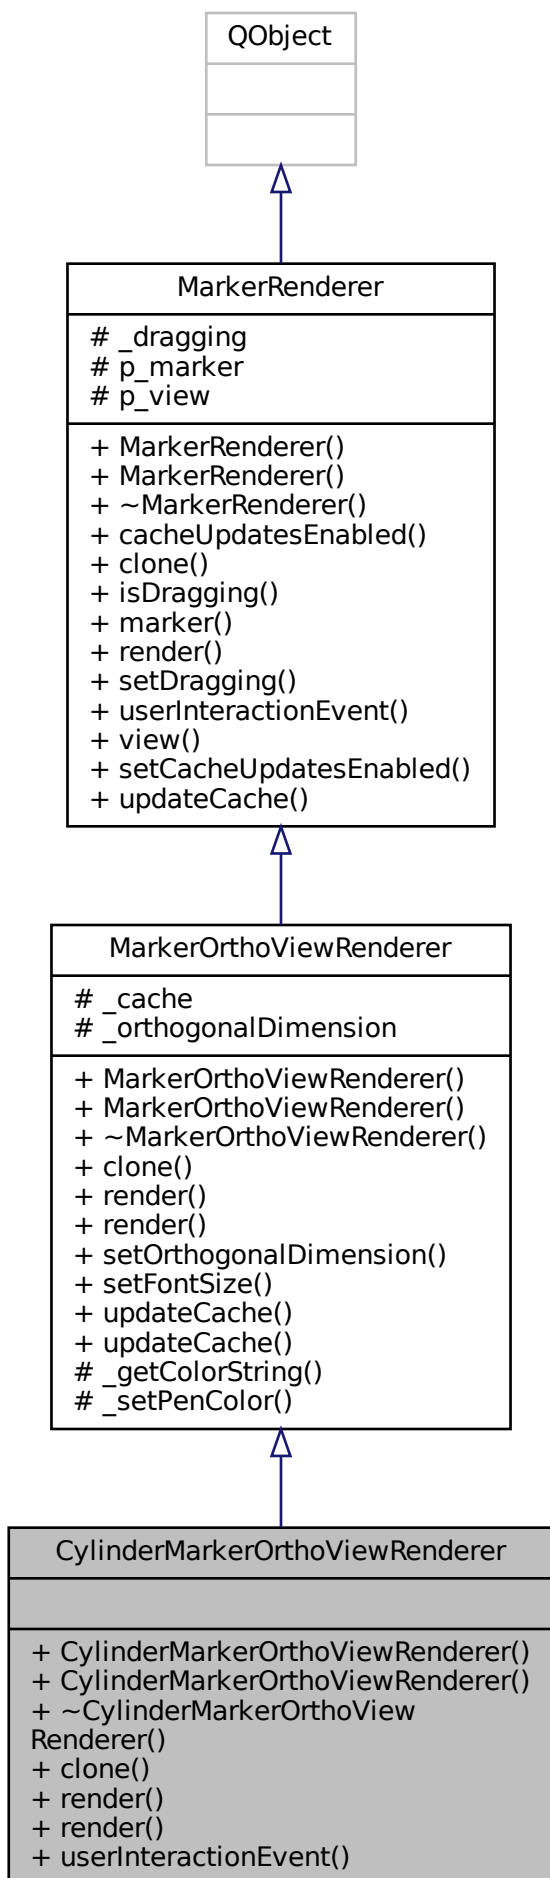 QObject
MarkerRenderer
# _dragging
# p_marker
# p_view
+ MarkerRenderer()
+ MarkerRenderer()
+ ~MarkerRenderer()
+ cacheUpdatesEnabled()
+ clone()
+ isDragging()
+ marker()
+ render()
+ setDragging()
+ userInteractionEvent()
+ view()
+ setCacheUpdatesEnabled()
+ updateCache()
MarkerOrthoViewRenderer
# _cache
# _orthogonalDimension
+ MarkerOrthoViewRenderer()
+ MarkerOrthoViewRenderer()
+ ~MarkerOrthoViewRenderer()
+ clone()
+ render()
+ render()
+ setOrthogonalDimension()
+ setFontSize()
+ updateCache()
+ updateCache()
# _getColorString()
# _setPenColor()
CylinderMarkerOrthoViewRenderer
+ CylinderMarkerOrthoViewRenderer()
+ CylinderMarkerOrthoViewRenderer()
+ ~CylinderMarkerOrthoView
Renderer()
+ clone()
+ render()
+ render()
+ userInteractionEvent()